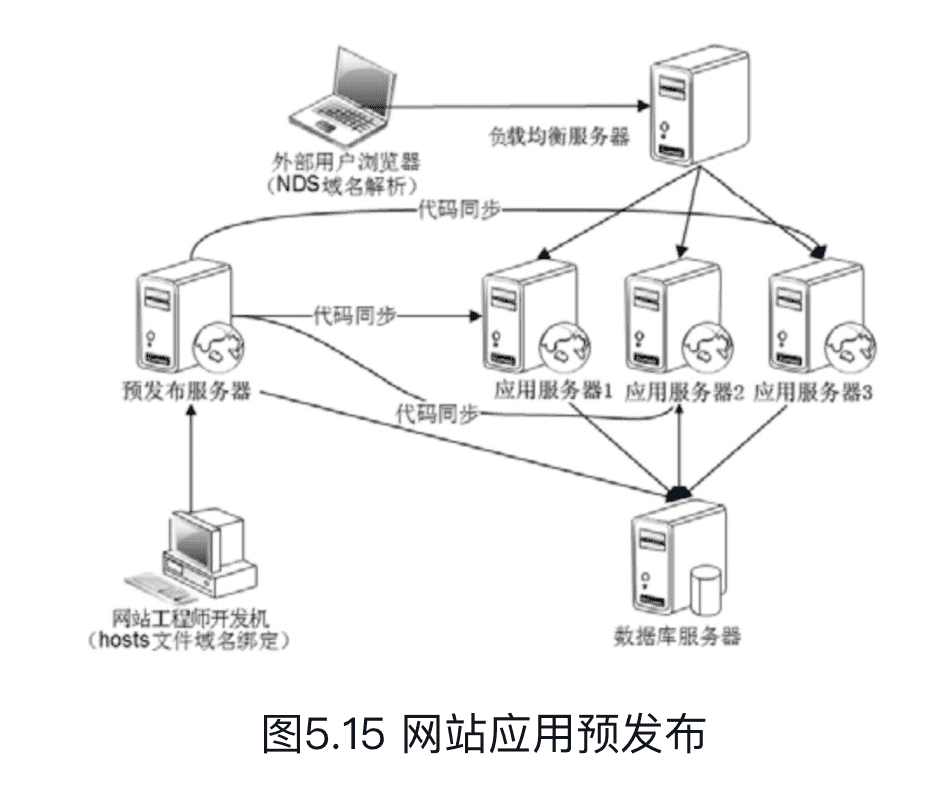 负载均衡服务器
外部用户浏览器
（NDS域名解析）
代码同步
代码同步
预发布服务器
应用服务器1
应用服务器2
应用服务器3
代码同步
网站工程师开发机
（hosts文件域名绑定）
数据库服务器
图5.15 网站应用预发布